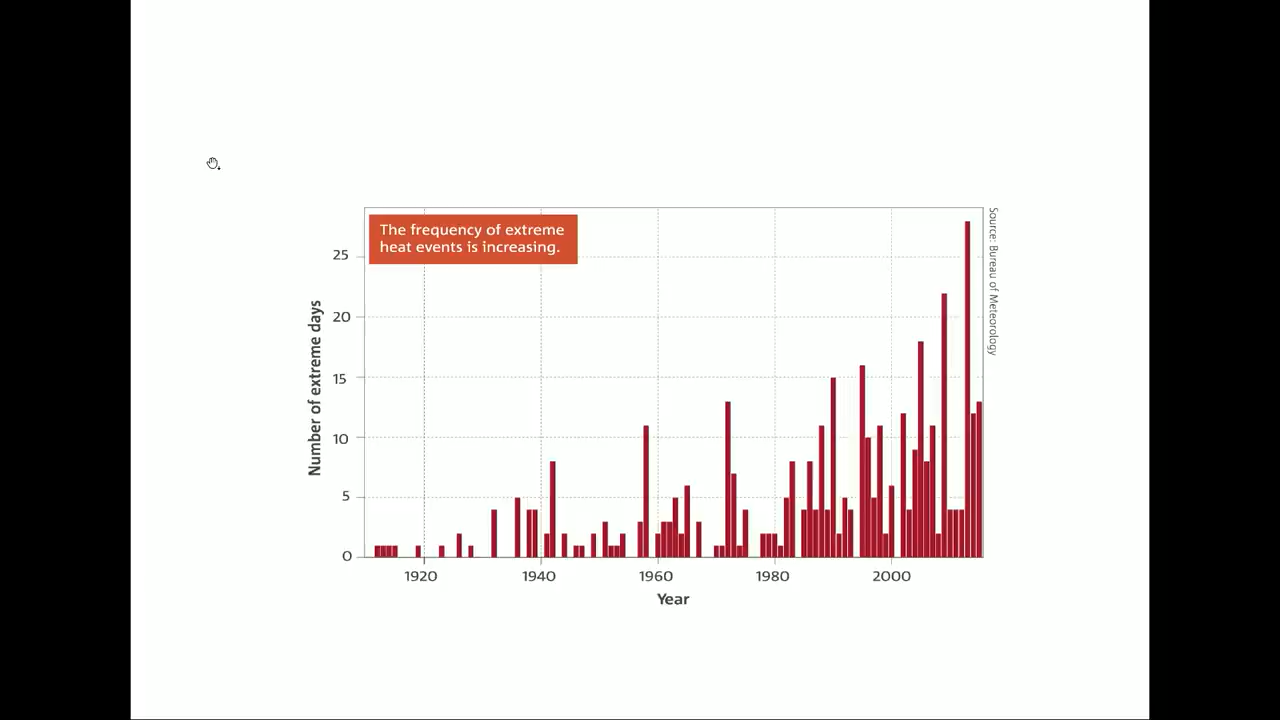 The frequency of extreme
heat events is increasing.
Source: Bureau of Meteorology
Number of extreme days
25
20
15
10
5
0
1920 1940 1960 1980 2000
Year